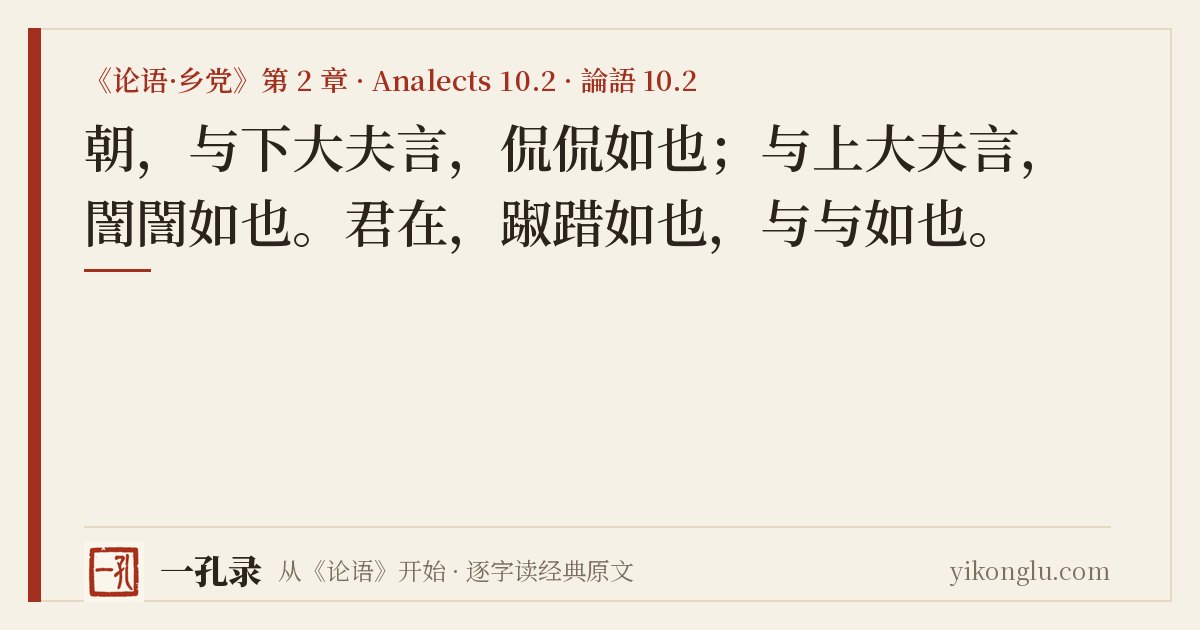 《论语·乡党》第 2 章 · Analects 10.2 · 論語 10.2
朝，与下大夫言，侃侃如也；与上大夫言，
誾誾如也。君在，踧踖如也，与与如也。
一孔
一孔录 从《论语》开始 · 逐字读经典原文 yikonglu.com